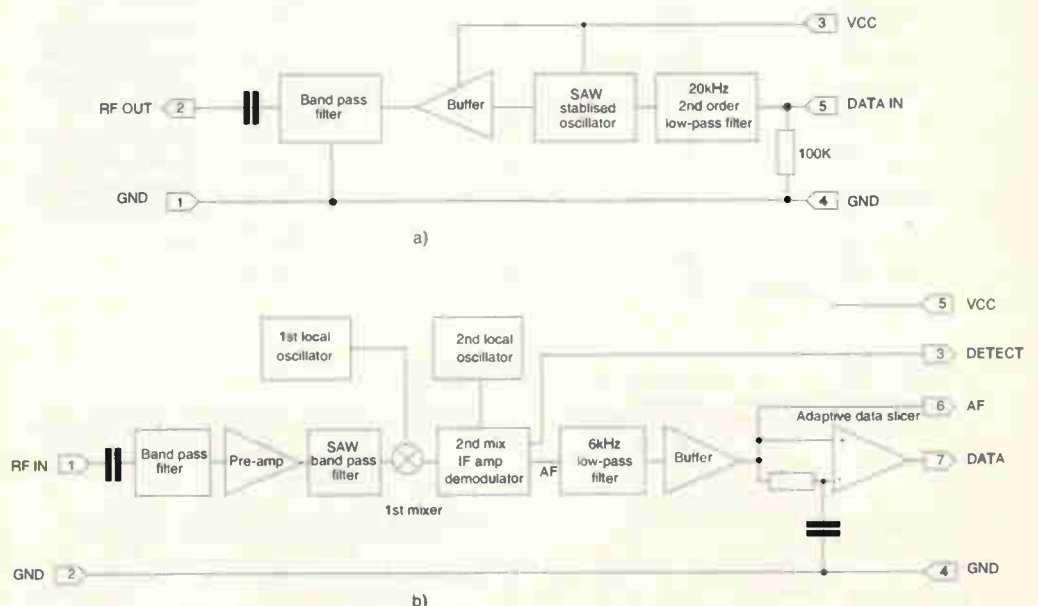 3 VCC
RF OUT 2
Band pass
filter
Buffer
SAW
stablised
oscillator
20kHz
2nd order
low-pass filter
5 DATA IN
100K
GND 1
4 GND
a)
5 VCC
1st local
oscillator
2nd local
oscillator
3 DETECT
6 AF
Adaptive data slicer
RF IN 1
Band pass
filter
Pre-amp
SAW
band pass
filter
1st mixer
2nd mix
IF amp
demodulator
AF
6kHz
low-pass
filter
Buffer
+
-
7 DATA
GND 2
4 GND
b)